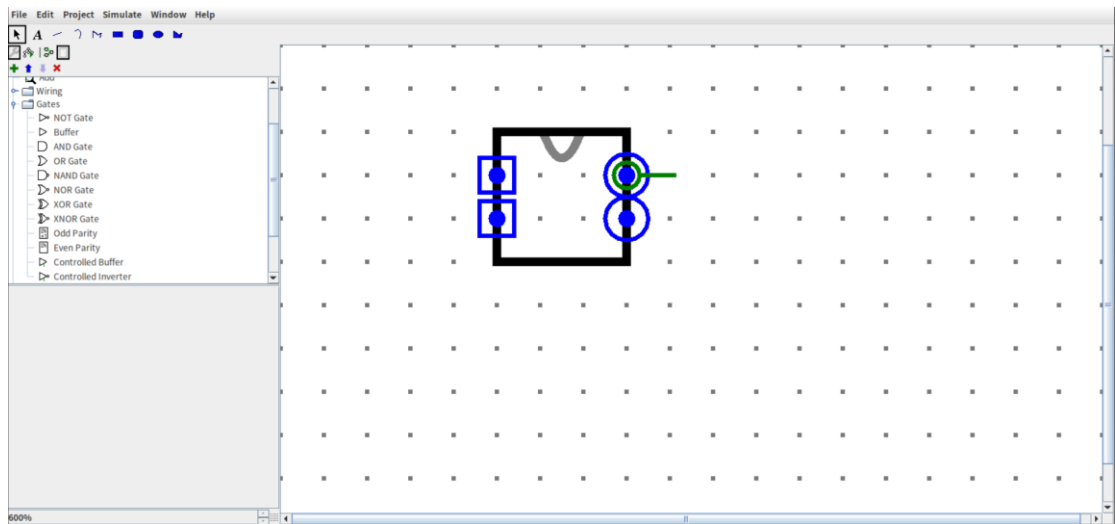 File Edit Project Simulate Window Help
A
Add
Wiring
Gates
NOT Gate
Buffer
AND Gate
OR Gate
NAND Gate
NOR Gate
XOR Gate
XNOR Gate
Odd Parity
Even Parity
Controlled Buffer
Controlled Inverter
600%